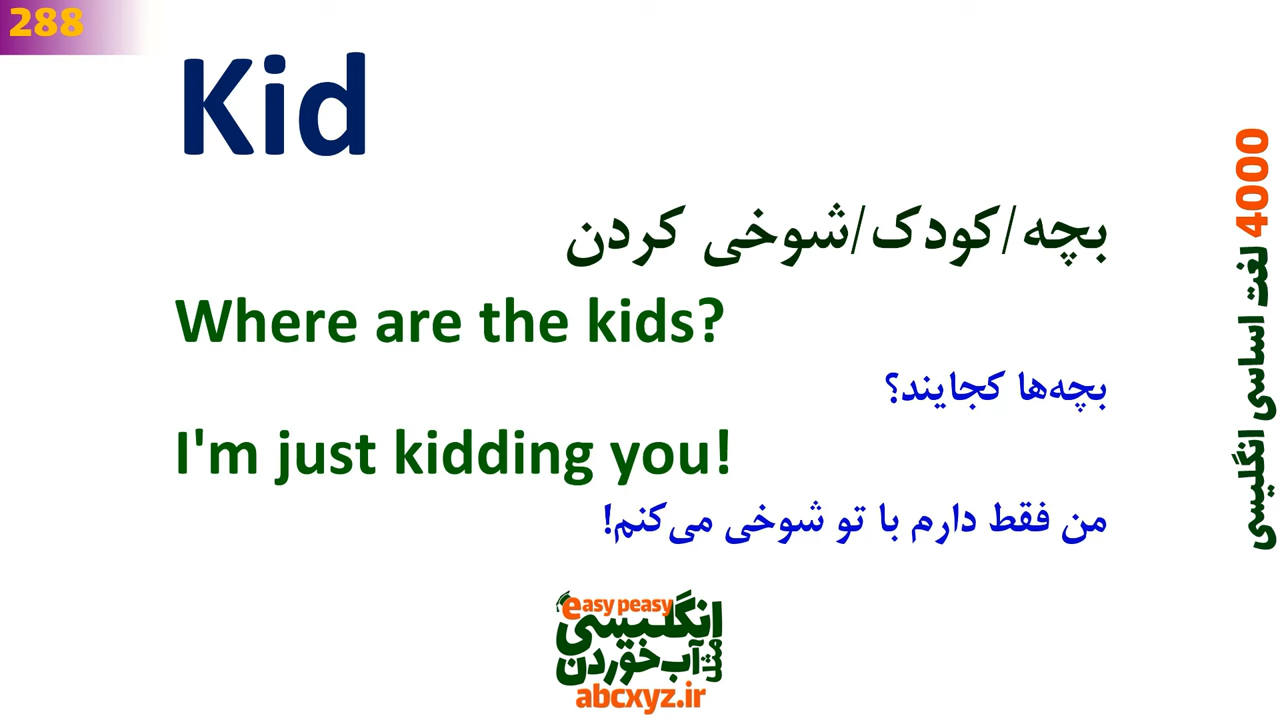 288
Kid
بچه/کودک/شوخی کردن
Where are the kids?
بچه‌ها کجایند؟
I'm just kidding you!
من فقط دارم با تو شوخی می‌کنم!
4000 لغت اساسی انگلیسی
easy peasy
انگلیسی
مثل آب خوردن
abcxyz.ir